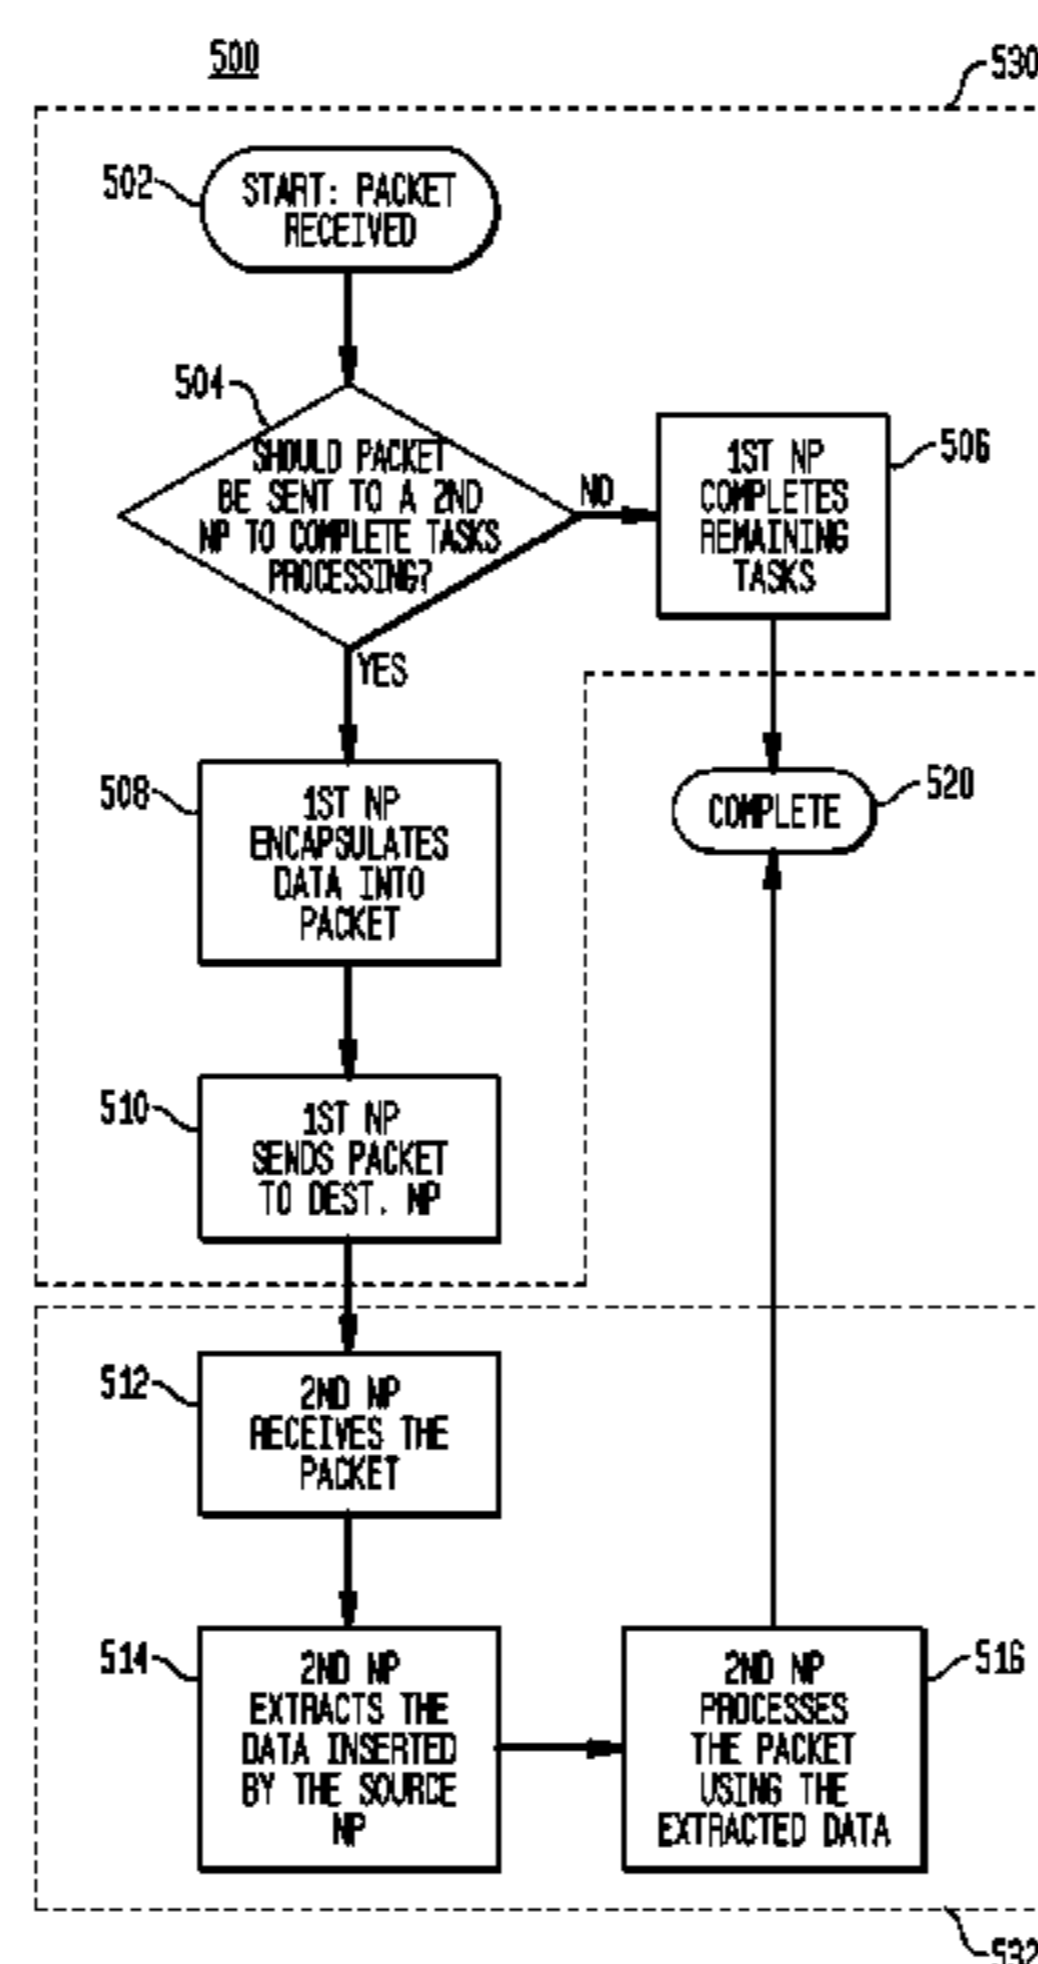 500
530
502
START: PACKET
RECEIVED
504
SHOULD PACKET
BE SENT TO A 2ND
NP TO COMPLETE TASKS
PROCESSING?
NO
YES
1ST NP
COMPLETES
REMAINING
TASKS
506
508
1ST NP
ENCAPSULATES
DATA INTO
PACKET
COMPLETE
520
510
1ST NP
SENDS PACKET
TO DEST. NP
512
2ND NP
RECEIVES THE
PACKET
514
2ND NP
EXTRACTS THE
DATA INSERTED
BY THE SOURCE
NP
2ND NP
PROCESSES
THE PACKET
USING THE
EXTRACTED DATA
516
532